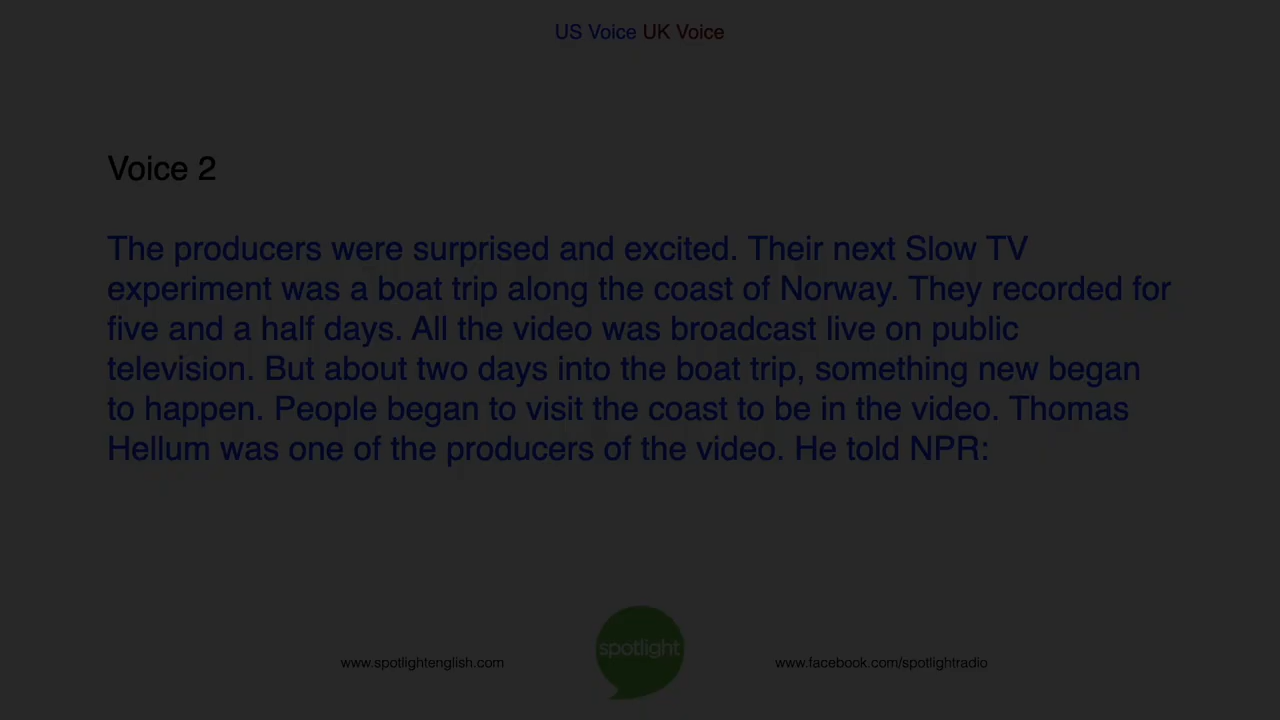 US Voice UK Voice
Voice 2
The producers were surprised and excited. Their next Slow TV
experiment was a boat trip along the coast of Norway. They recorded for
five and a half days. All the video was broadcast live on public
television. But about two days into the boat trip, something new began
to happen. People began to visit the coast to be in the video. Thomas
Hellum was one of the producers of the video. He told NPR:
spotlight
www.spotlightenglish.com
www.facebook.com/spotlightradio